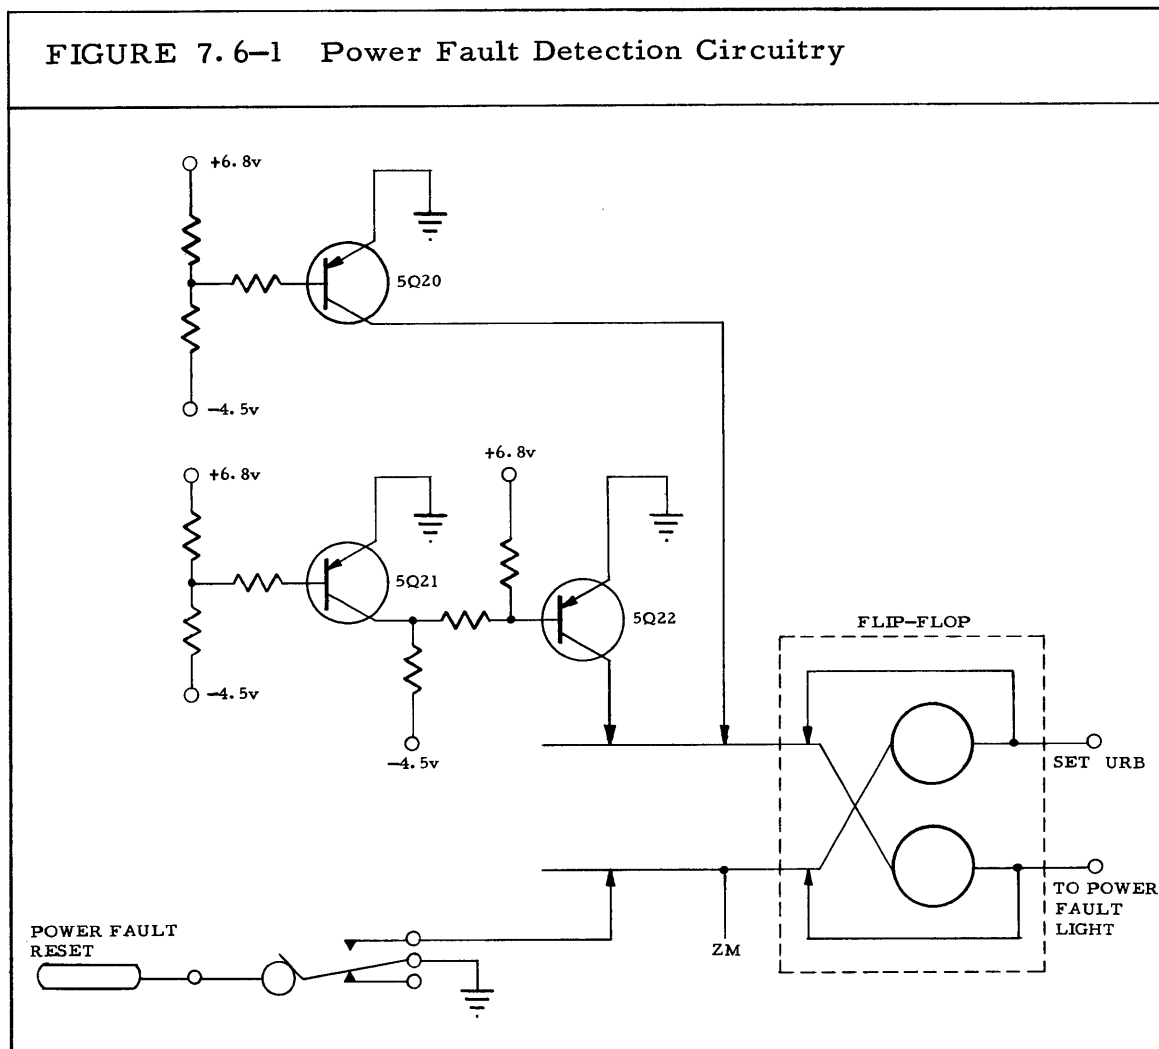 FIGURE 7.6-1 Power Fault Detection Circuitry
+6.8v
5Q20
-4.5v
+6.8v
+6.8v
5Q21
5Q22
-4.5v
-4.5v
FLIP-FLOP
SET URB
TO POWER
FAULT
LIGHT
ZM
POWER FAULT
RESET